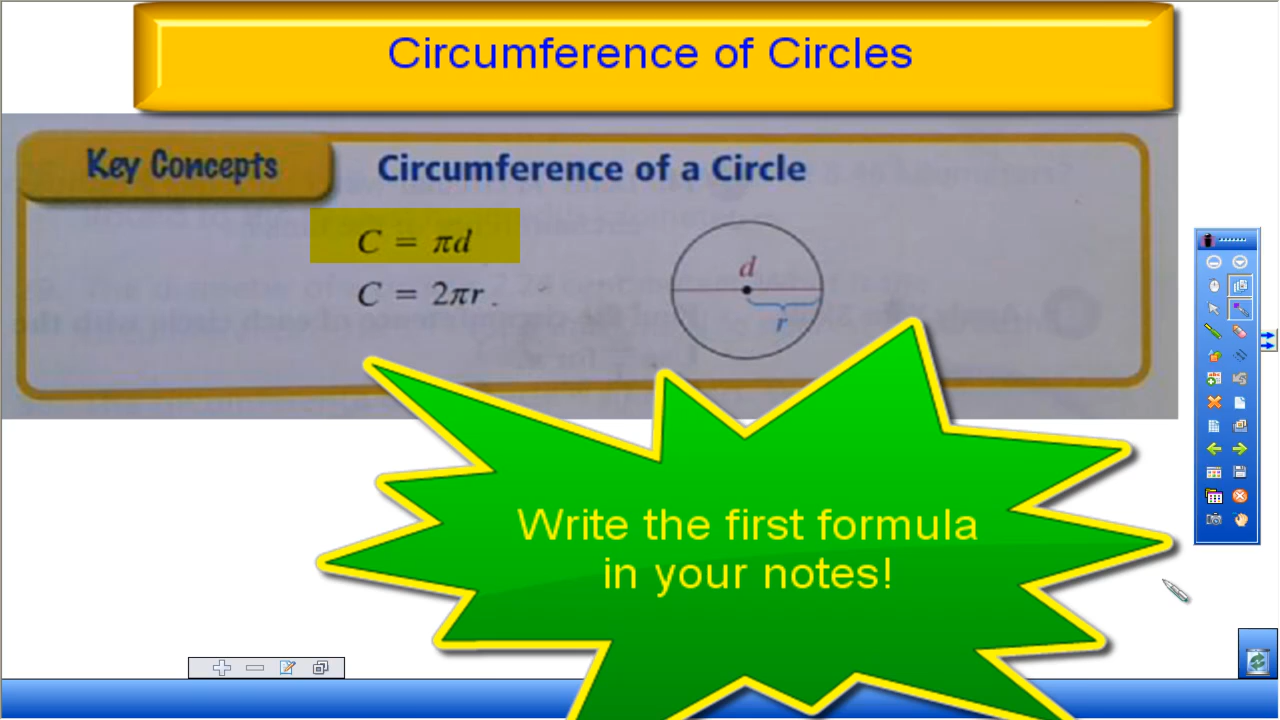 Circumference of Circles
Key Concepts
Circumference of a Circle
C = πd
C = 2πr.
d
r
Write the first formula
in your notes!